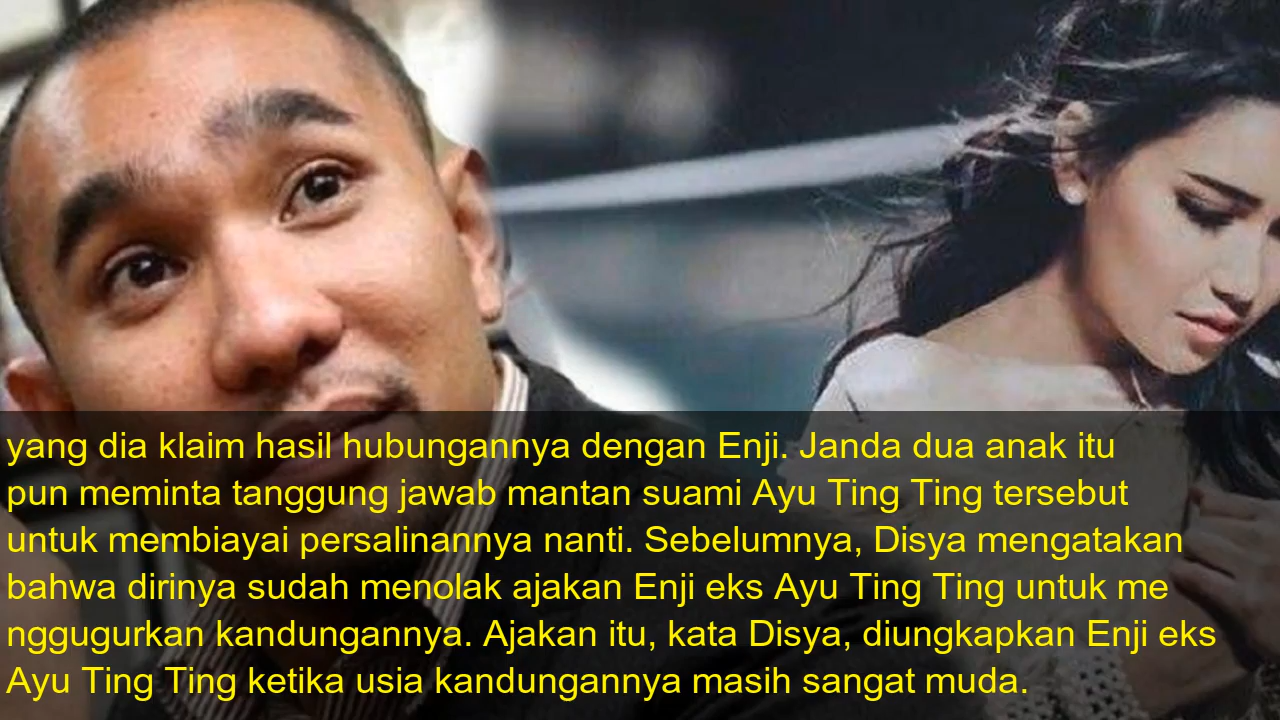 yang dia klaim hasil hubungannya dengan Enji. Janda dua anak itu
pun meminta tanggung jawab mantan suami Ayu Ting Ting tersebut
untuk membiayai persalinannya nanti. Sebelumnya, Disya mengatakan
bahwa dirinya sudah menolak ajakan Enji eks Ayu Ting Ting untuk me
nggugurkan kandungannya. Ajakan itu, kata Disya, diungkapkan Enji eks
Ayu Ting Ting ketika usia kandungannya masih sangat muda.